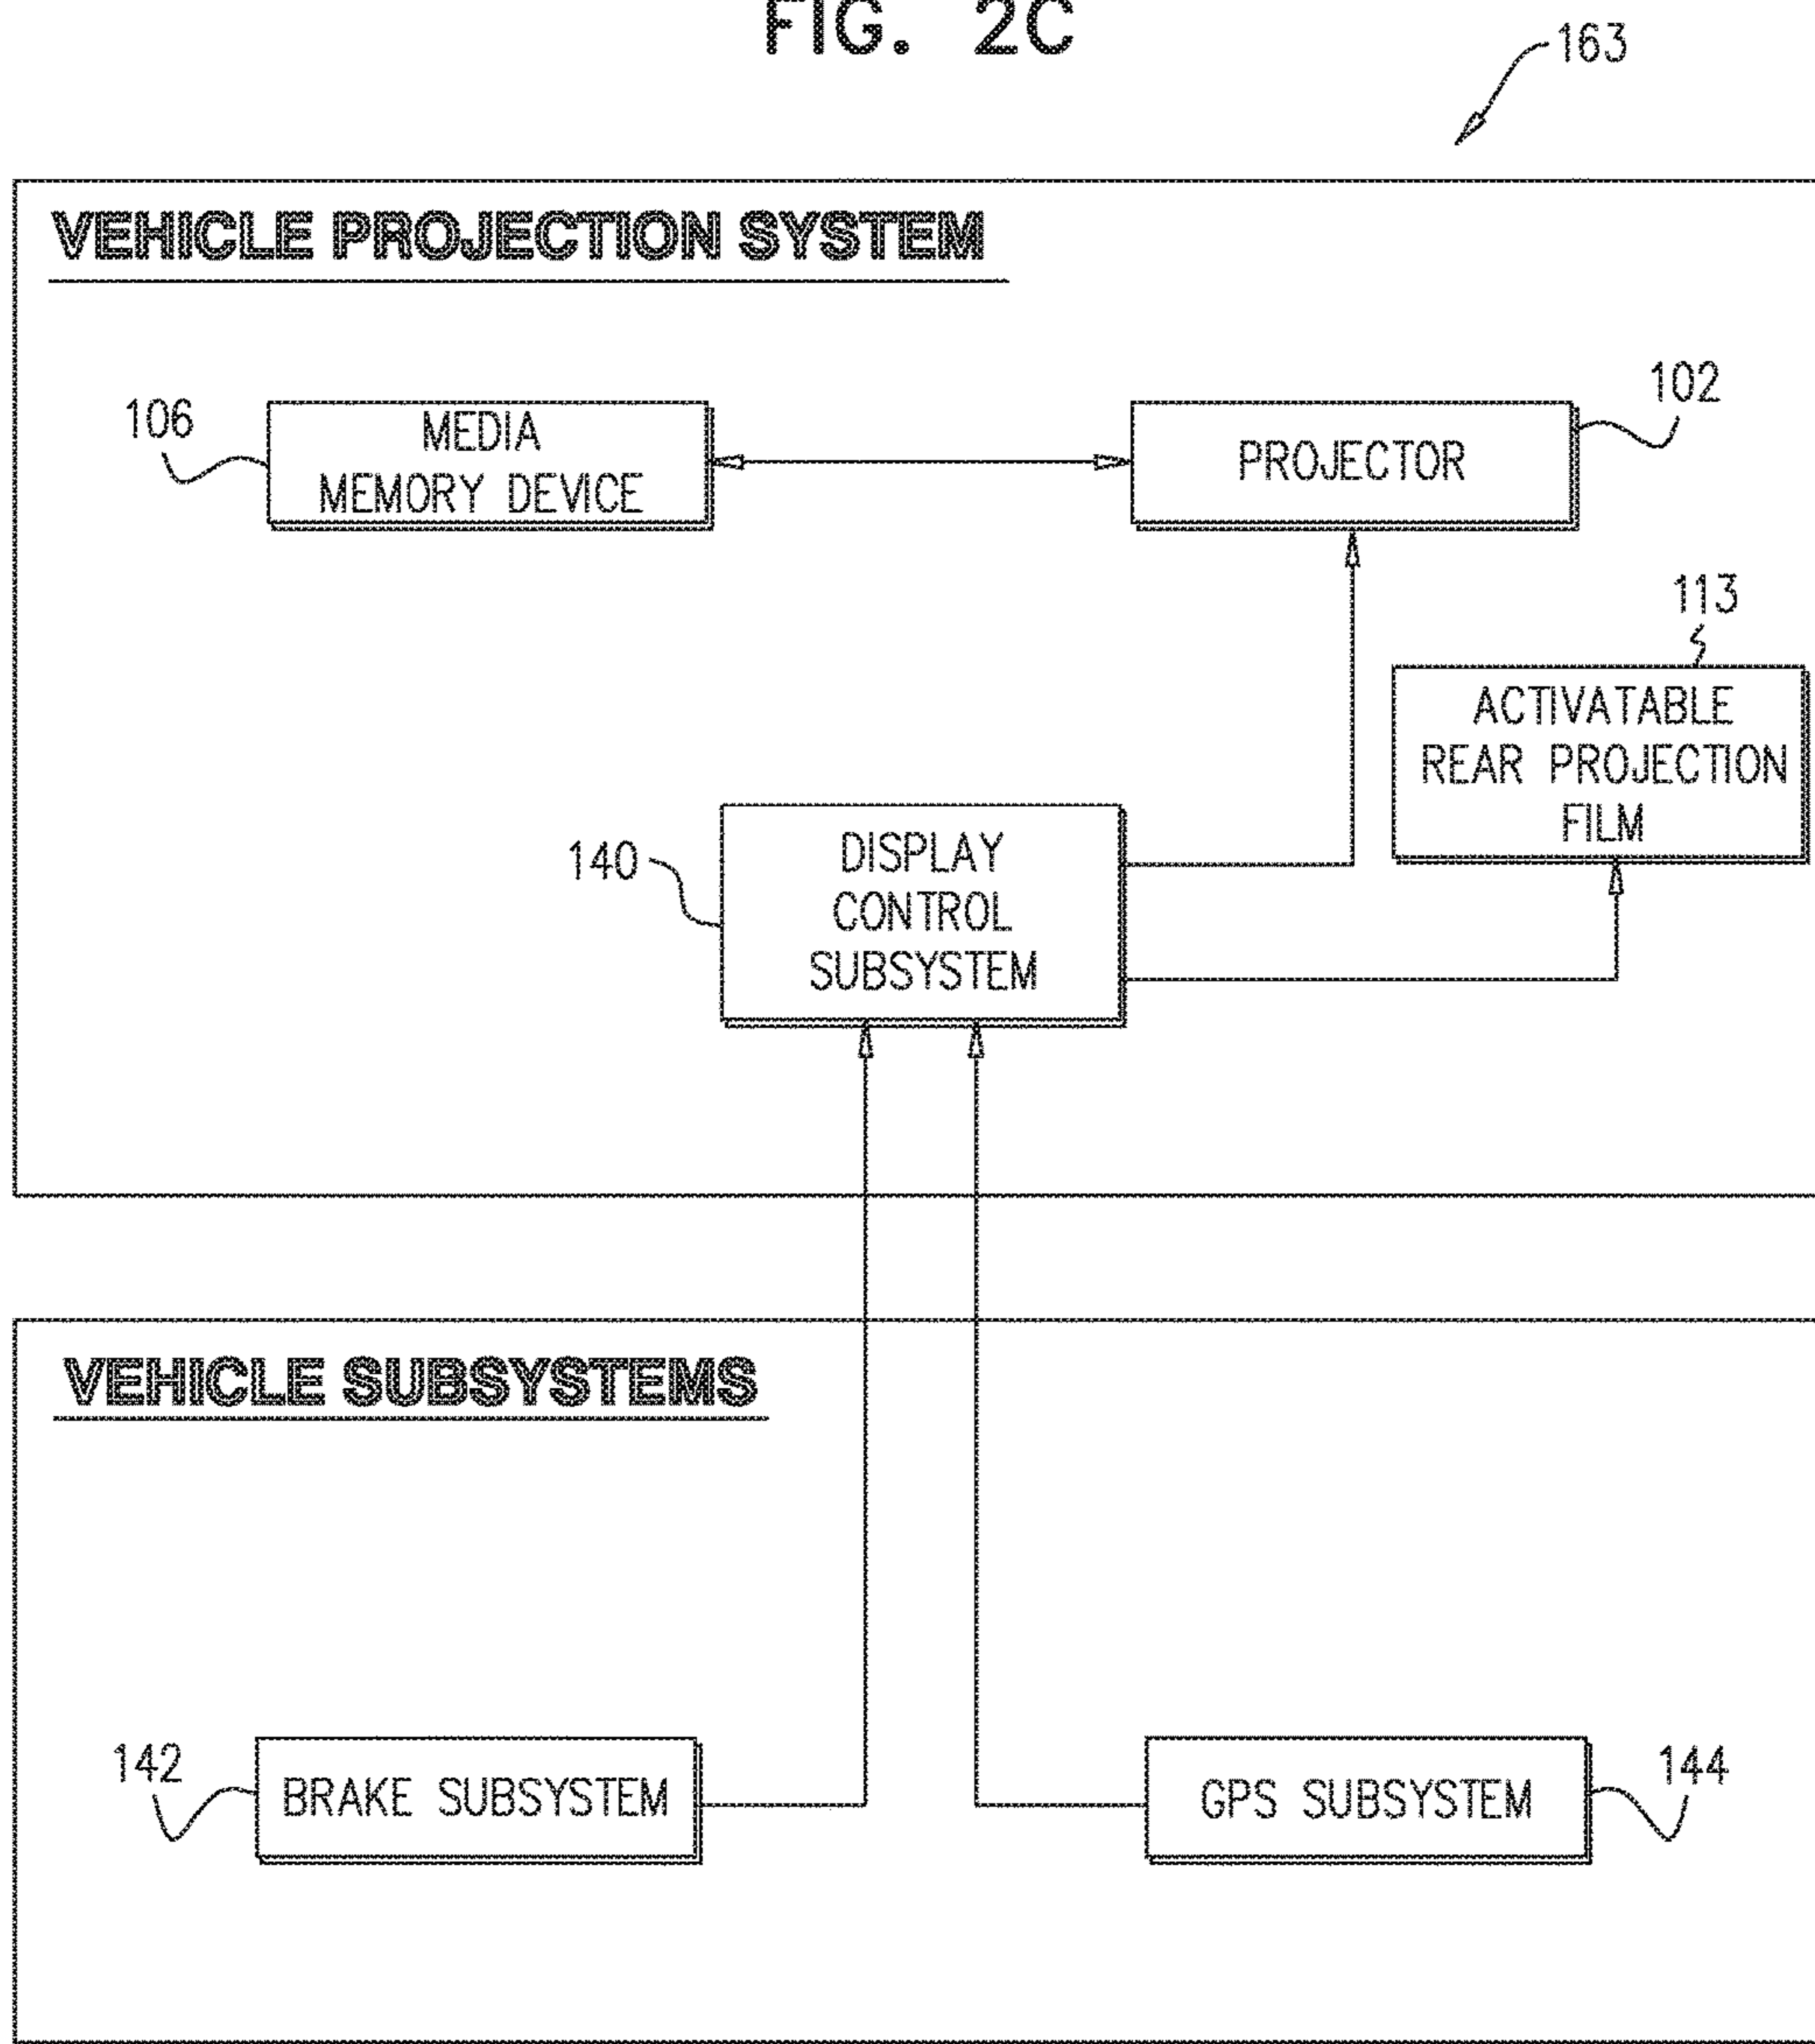 FIG. 2C
163
VEHICLE PROJECTION SYSTEM
106
MEDIA
MEMORY DEVICE
PROJECTOR
102
113
ACTIVATABLE
REAR PROJECTION
FILM
140
DISPLAY
CONTROL
SUBSYSTEM
VEHICLE SUBSYSTEMS
142
BRAKE SUBSYSTEM
GPS SUBSYSTEM
144